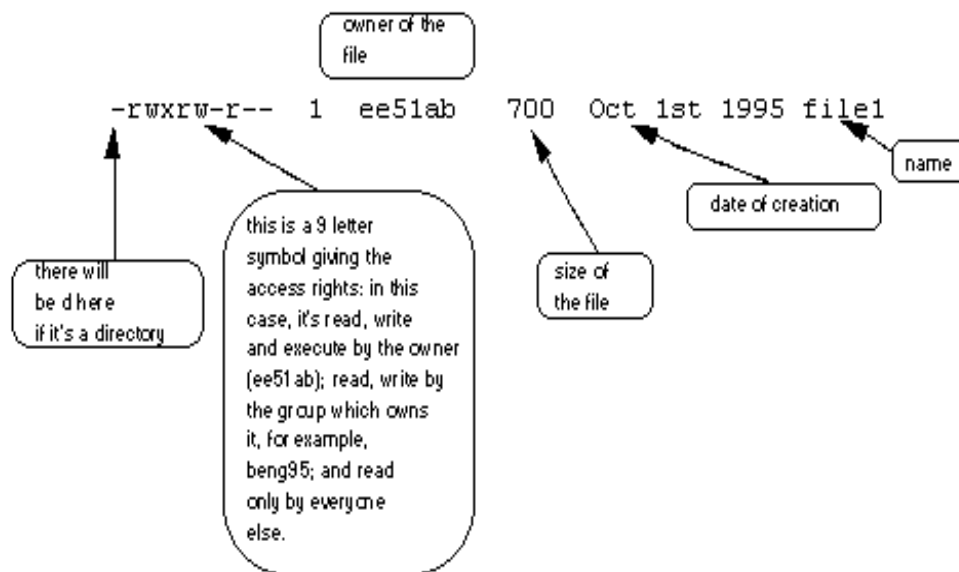 owner of the
file
-rwxrw-r-- 1 ee51ab 700 Oct 1st 1995 file1
name
date of creation
this is a 9 letter
symbol giving the
access rights: in this
case, it's read, write
and execute by the owner
(ee51ab); read, write by
the group which owns
it, for example,
beng95; and read
only by everyone
else.
there will
be d here
if it's a directory
size of
the file